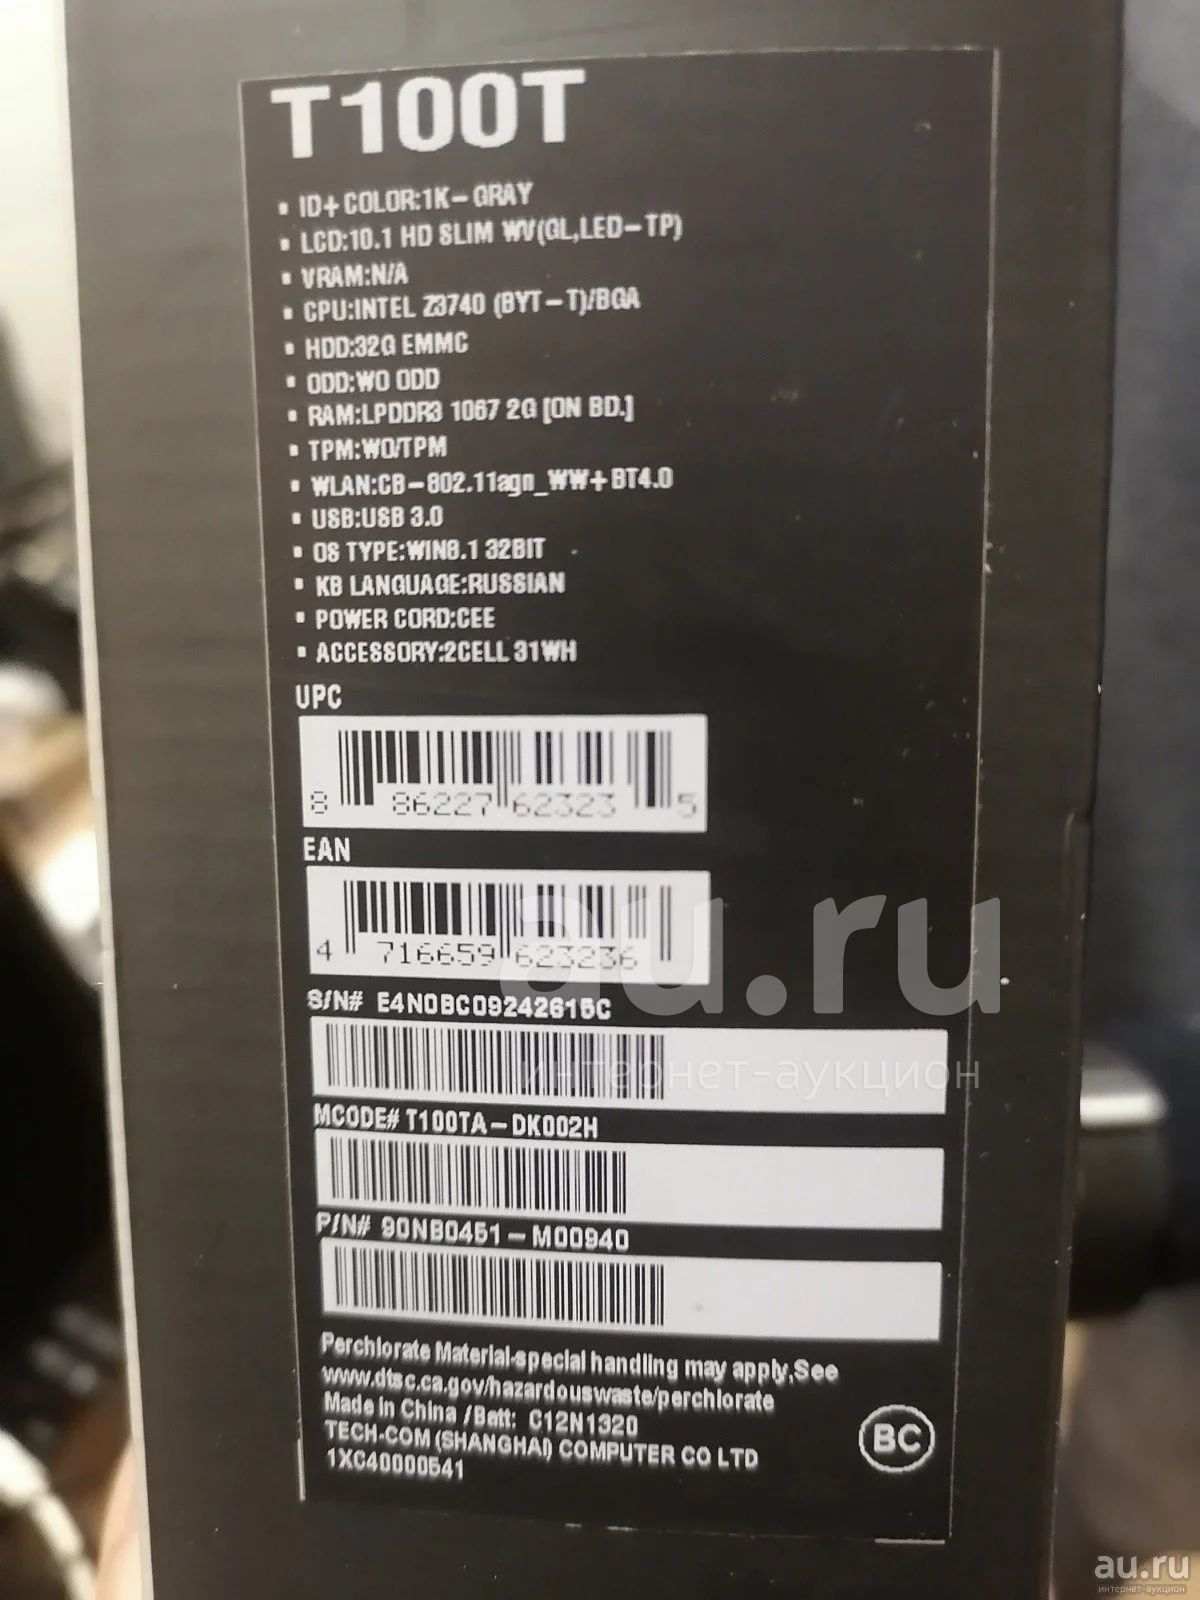 T100T
▪ ID+COLOR:1K-GRAY
▪ LCD:10.1 HD SLIM WV(GL,LED-TP)
▪ VRAM:N/A
▪ CPU:INTEL Z3740 (BYT-T)/BGA
▪ HDD:32G EMMC
▪ ODD:WO ODD
▪ RAM:LPDDR3 1067 2G [ON BD.]
▪ TPM:WO/TPM
▪ WLAN:CB-802.11agn_WW+BT4.0
▪ USB:USB 3.0
▪ OS TYPE:WIN8.1 32BIT
▪ KB LANGUAGE:RUSSIAN
▪ POWER CORD:CEE
▪ ACCESSORY:2CELL 31WH
UPC
8 86227 62323 5
EAN
4 716659 623236
au.ru
S/N# E4N0BC09242615C
интернет-аукцион
MCODE# T100TA-DK002H
P/N# 90NB0451-M00940
Perchlorate Material-special handling may apply,See
www.dtsc.ca.gov/hazardouswaste/perchlorate
Made in China /Batt: C12N1320
TECH-COM (SHANGHAI) COMPUTER CO LTD
1XC40000541
BC
au.ru
интернет-аукцион